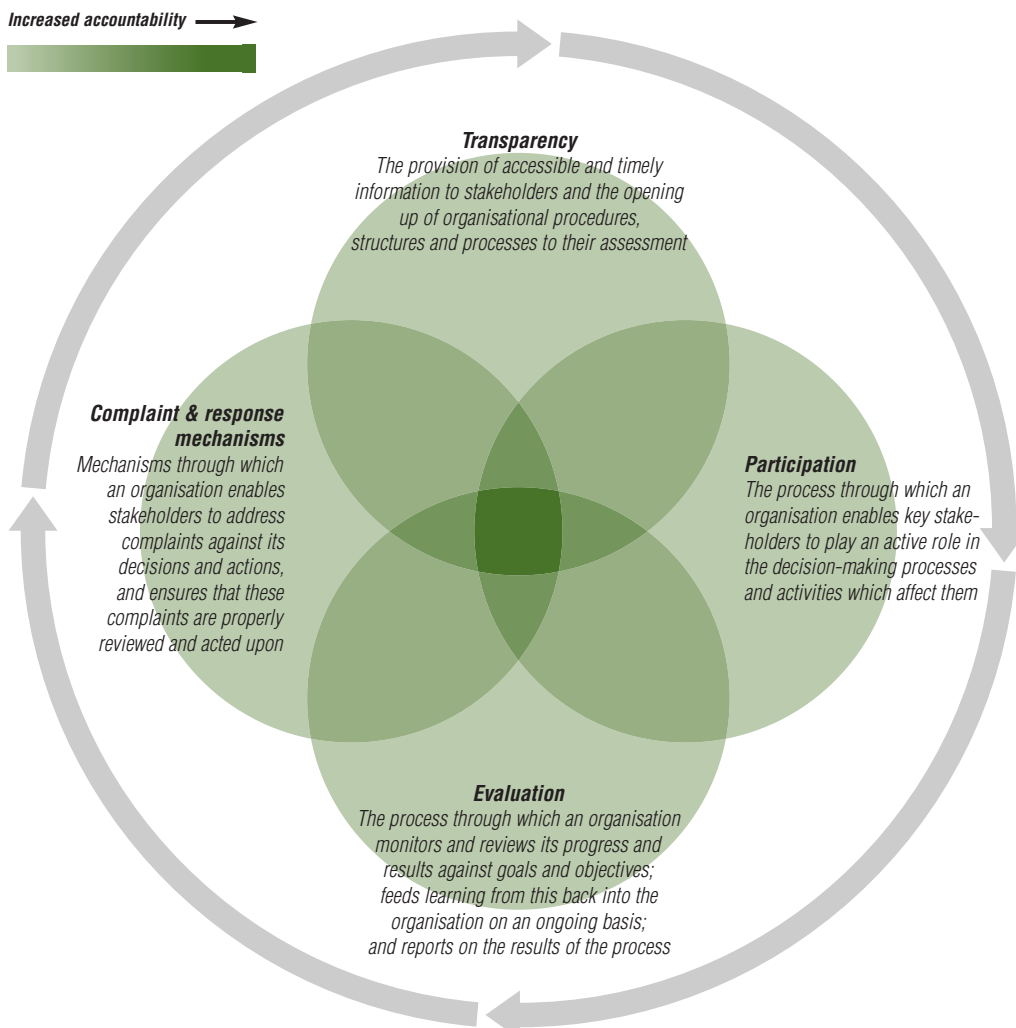 Increased accountability
Transparency
The provision of accessible and timely
information to stakeholders and the opening
up of organisational procedures,
structures and processes to their assessment
Complaint & response
mechanisms
Mechanisms through which
an organisation enables
stakeholders to address
complaints against its
decisions and actions,
and ensures that these
complaints are properly
reviewed and acted upon
Participation
The process through which an
organisation enables key stake-
holders to play an active role in
the decision-making processes
and activities which affect them
Evaluation
The process through which an organisation
monitors and reviews its progress and
results against goals and objectives;
feeds learning from this back into the
organisation on an ongoing basis;
and reports on the results of the process